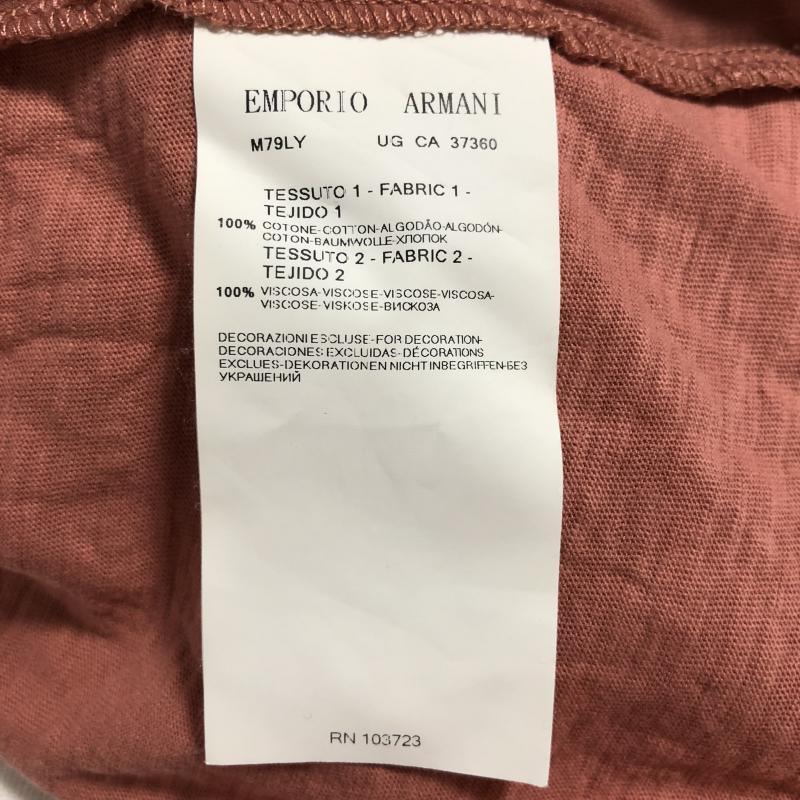 EMPORIO ARMANI
M79LY UG CA 37360
TESSUTO 1 - FABRIC 1 -
TEJIDO 1
100% COTONE-COTTON-ALGODÃO-ALGODÓN-
COTON-BAUMWOLLE-ХЛОПОК
TESSUTO 2 - FABRIC 2 -
TEJIDO 2
100% VISCOSA-VISCOSE-VISCOSE-VISCOSA-
VISCOSE-VISKOSE-ВИСКОЗА
DECORAZIONI ESCLUSE-FOR DECORATION-
DECORACIONES EXCLUIDAS-DÉCORATIONS
EXCLUES-DEKORATIONEN NICHT INBEGRIFFEN-БЕЗ
УКРАШЕНИЙ
RN 103723